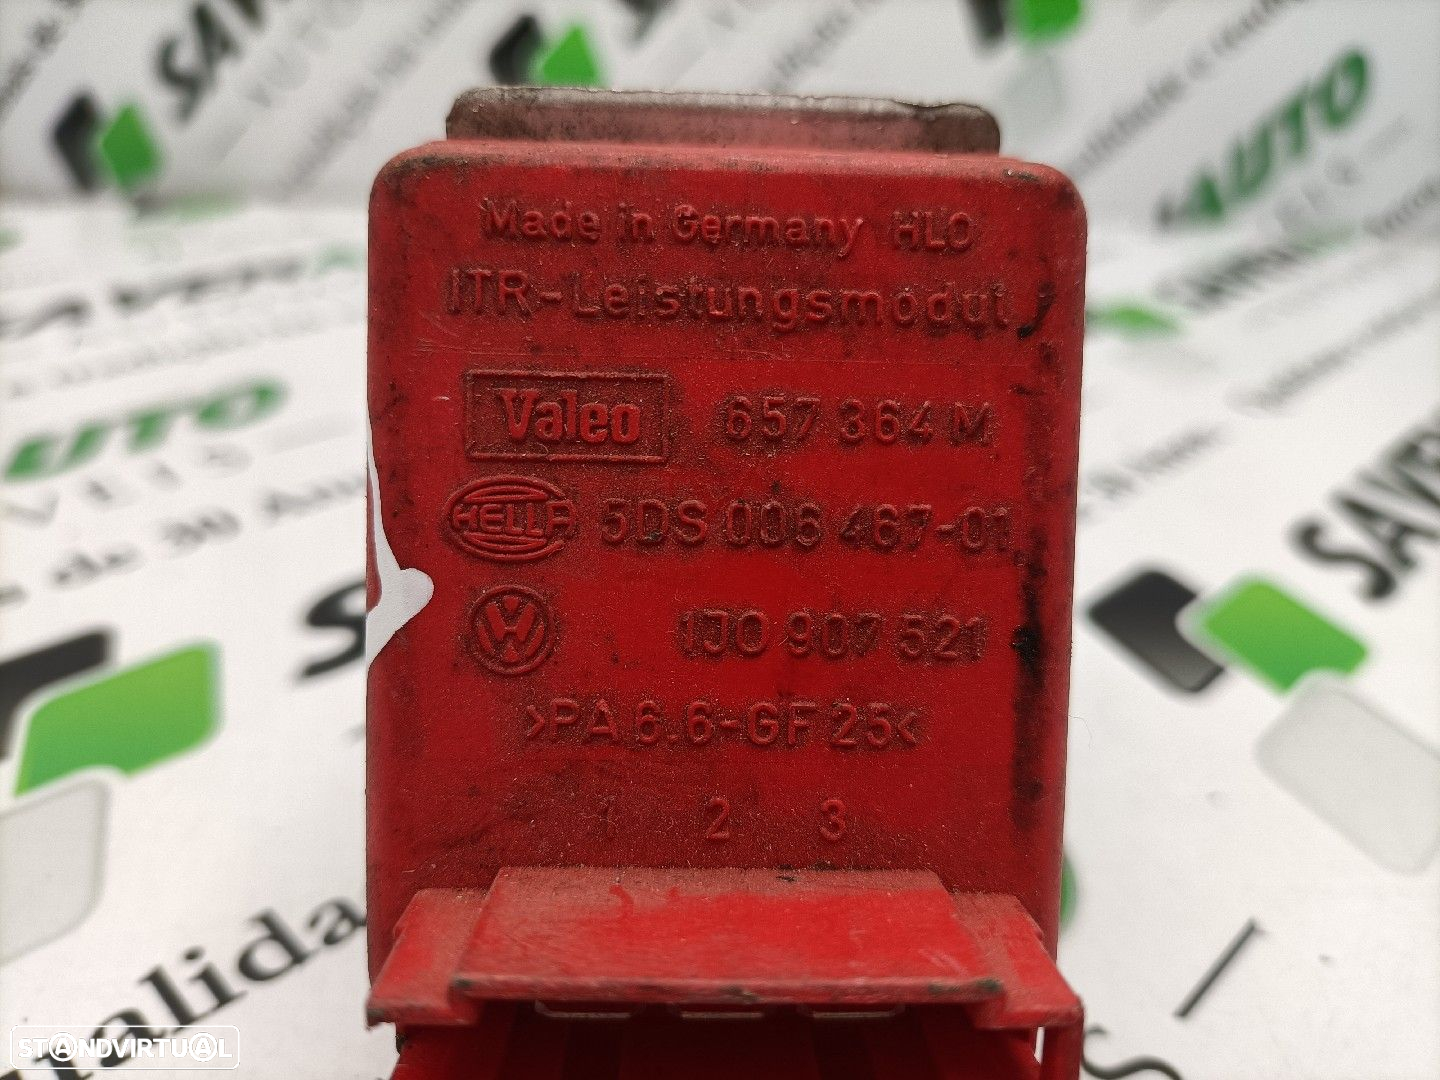 Made in Germany HLO
ITR-Leistungsmodul
Valeo 657 364 M
HELLA 5DS 006 467-01
1J0 907 521
>PA 6.6-GF 25<
1 2 3
STANDVIRTUAL